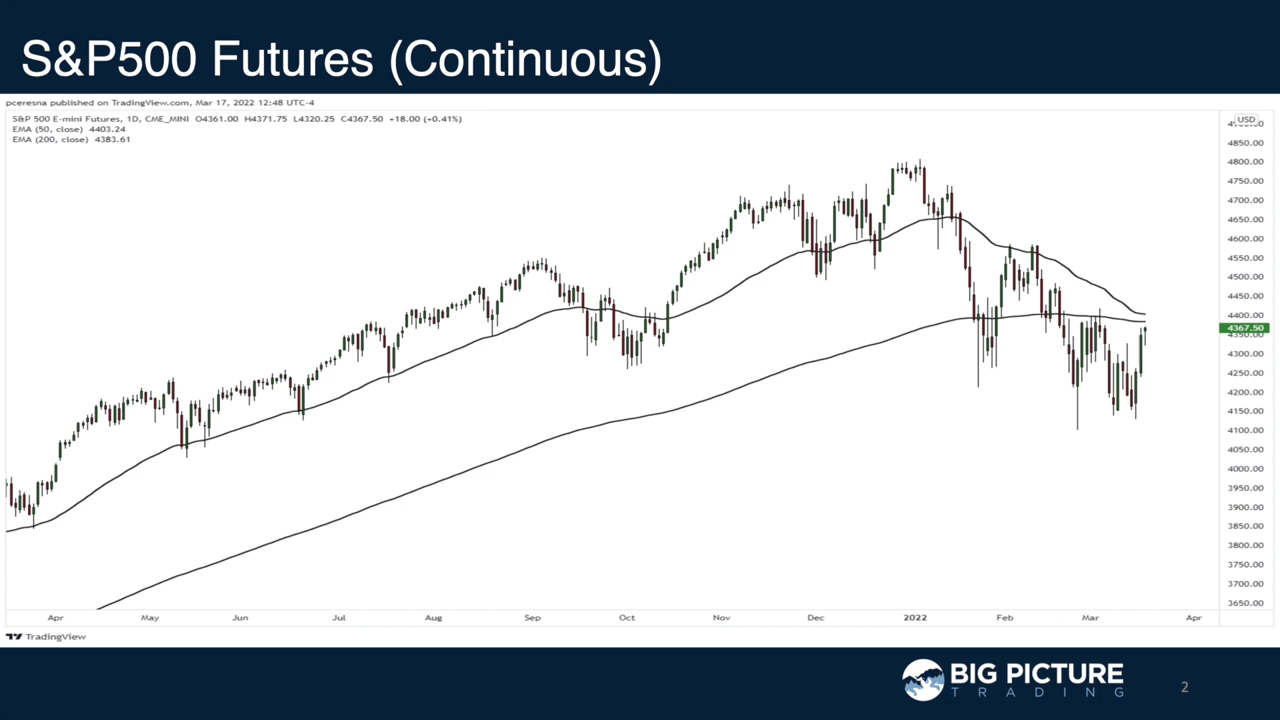 S&P500 Futures (Continuous)
pceresna published on TradingView.com, Mar 17, 2022 12:48 UTC-4
S&P 500 E-mini Futures, 1D, CME_MINI O4361.00 H4371.75 L4320.25 C4367.50 +18.00 (+0.41%)
EMA (50, close) 4403.24
EMA (200, close) 4383.61
USD
4850.00
4800.00
4750.00
4700.00
4650.00
4600.00
4550.00
4500.00
4450.00
4400.00
4367.50
4350.00
4300.00
4250.00
4200.00
4150.00
4100.00
4050.00
4000.00
3950.00
3900.00
3850.00
3800.00
3750.00
3700.00
3650.00
Apr May Jun Jul Aug Sep Oct Nov Dec 2022 Feb Mar Apr
TradingView
BIG PICTURE
TRADING
2